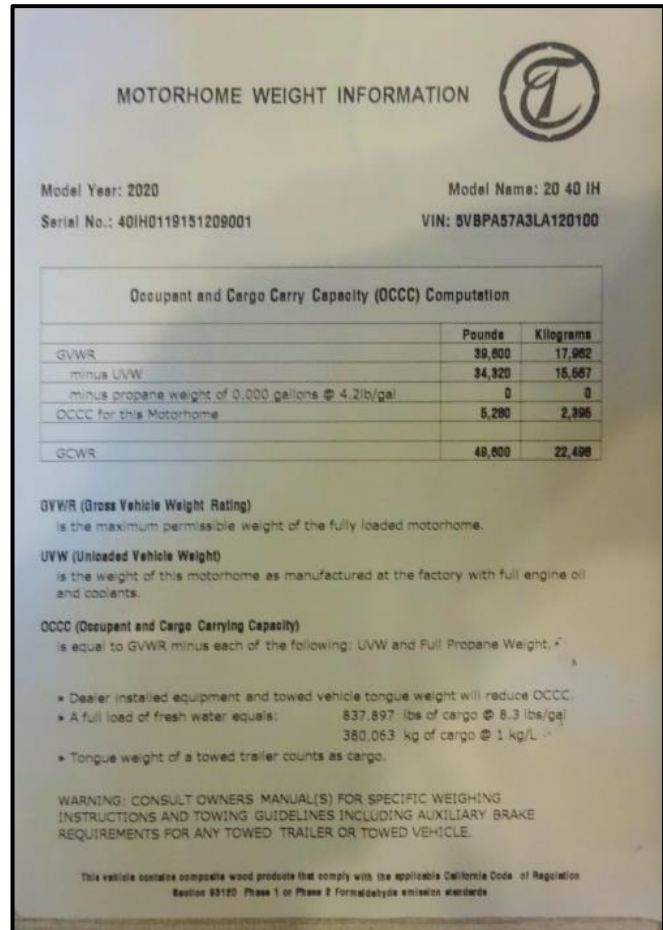 MOTORHOME WEIGHT INFORMATION
Model Year: 2020 Model Name: 20 40 IH
Serial No.: 40IH0119151209001 VIN: 5VBPA57A3LA120100
Occupant and Cargo Carry Capacity (OCCC) Computation
Pounds Kilograms
GVWR 39,600 17,962
minus UVW 34,320 15,567
minus propane weight of 0.000 gallons @ 4.2lb/gal 0 0
OCCC for this Motorhome 5,280 2,395
GCWR 49,600 22,498
GVWR (Gross Vehicle Weight Rating)
is the maximum permissible weight of the fully loaded motorhome.
UVW (Unloaded Vehicle Weight)
is the weight of this motorhome as manufactured at the factory with full engine oil
and coolants.
OCCC (Occupant and Cargo Carrying Capacity)
is equal to GVWR minus each of the following: UVW and Full Propane Weight.
» Dealer installed equipment and towed vehicle tongue weight will reduce OCCC.
» A full load of fresh water equals: 837.897 lbs of cargo @ 8.3 lbs/gal
380.063 kg of cargo @ 1 kg/L
» Tongue weight of a towed trailer counts as cargo.
WARNING: CONSULT OWNERS MANUAL(S) FOR SPECIFIC WEIGHING
INSTRUCTIONS AND TOWING GUIDELINES INCLUDING AUXILIARY BRAKE
REQUIREMENTS FOR ANY TOWED TRAILER OR TOWED VEHICLE.
This vehicle contains composite wood products that comply with the applicable California Code of Regulation
Section 93120 Phase 1 or Phase 2 Formaldehyde emission standards